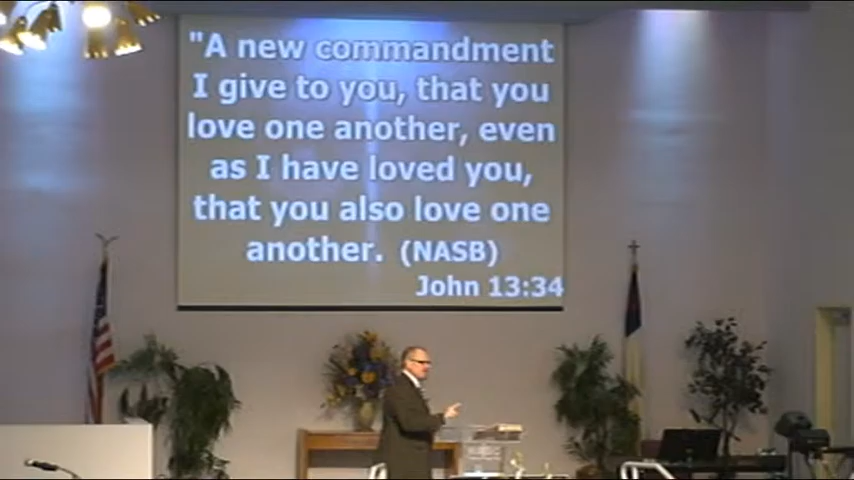 "A new commandment
I give to you, that you
love one another, even
as I have loved you,
that you also love one
another. (NASB)
John 13:34